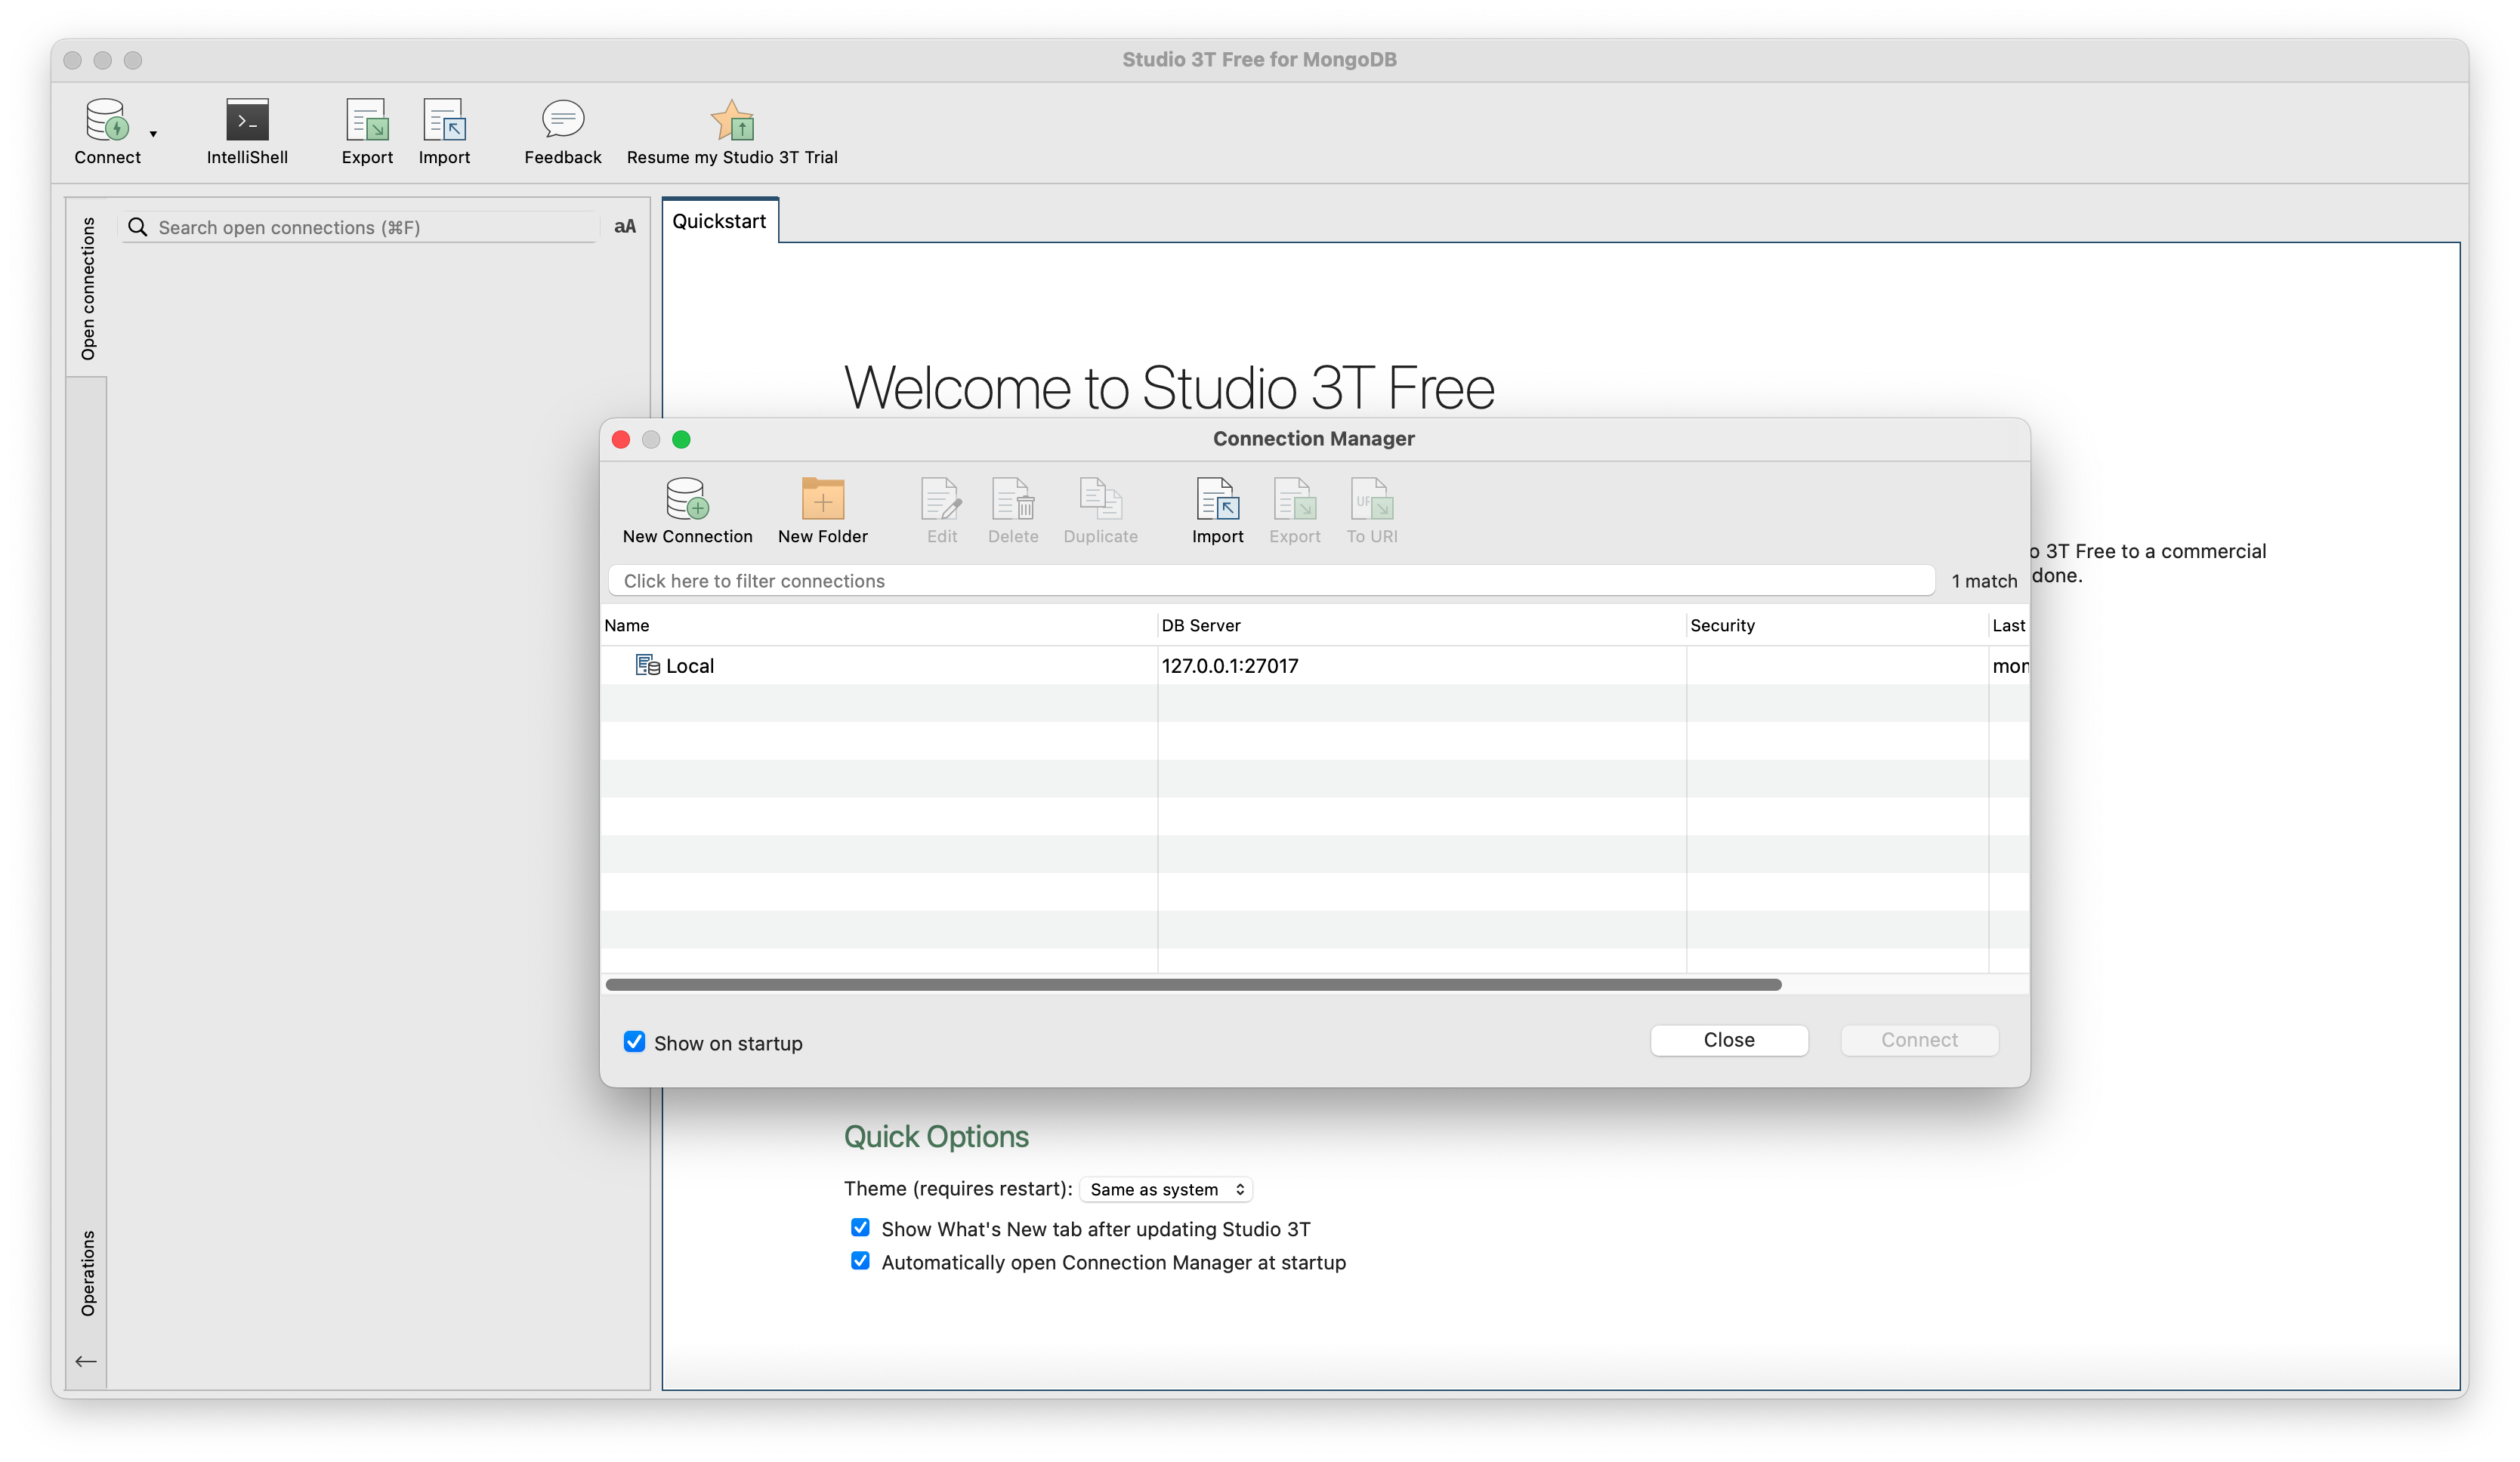 Studio 3T Free for MongoDB
Connect
IntelliShell
Export
Import
Feedback
Resume my Studio 3T Trial
Open connections
Search open connections (⌘F)
aA
Quickstart
Welcome to Studio 3T Free
3T Free to a commercial
done.
Connection Manager
New Connection
New Folder
Edit
Delete
Duplicate
Import
Export
To URI
Click here to filter connections
1 match
Name
DB Server
Security
Last
Local
127.0.0.1:27017
Show on startup
Close
Connect
Quick Options
Theme (requires restart): Same as system
Show What's New tab after updating Studio 3T
Automatically open Connection Manager at startup
Operations